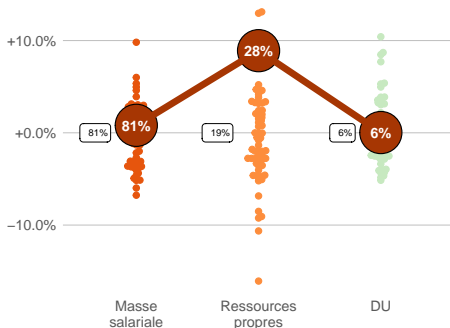 +10.0%
28%
81%
81%
+0.0%
19%
6%
6%
−10.0%
Masse
salariale
Ressources
propres
DU